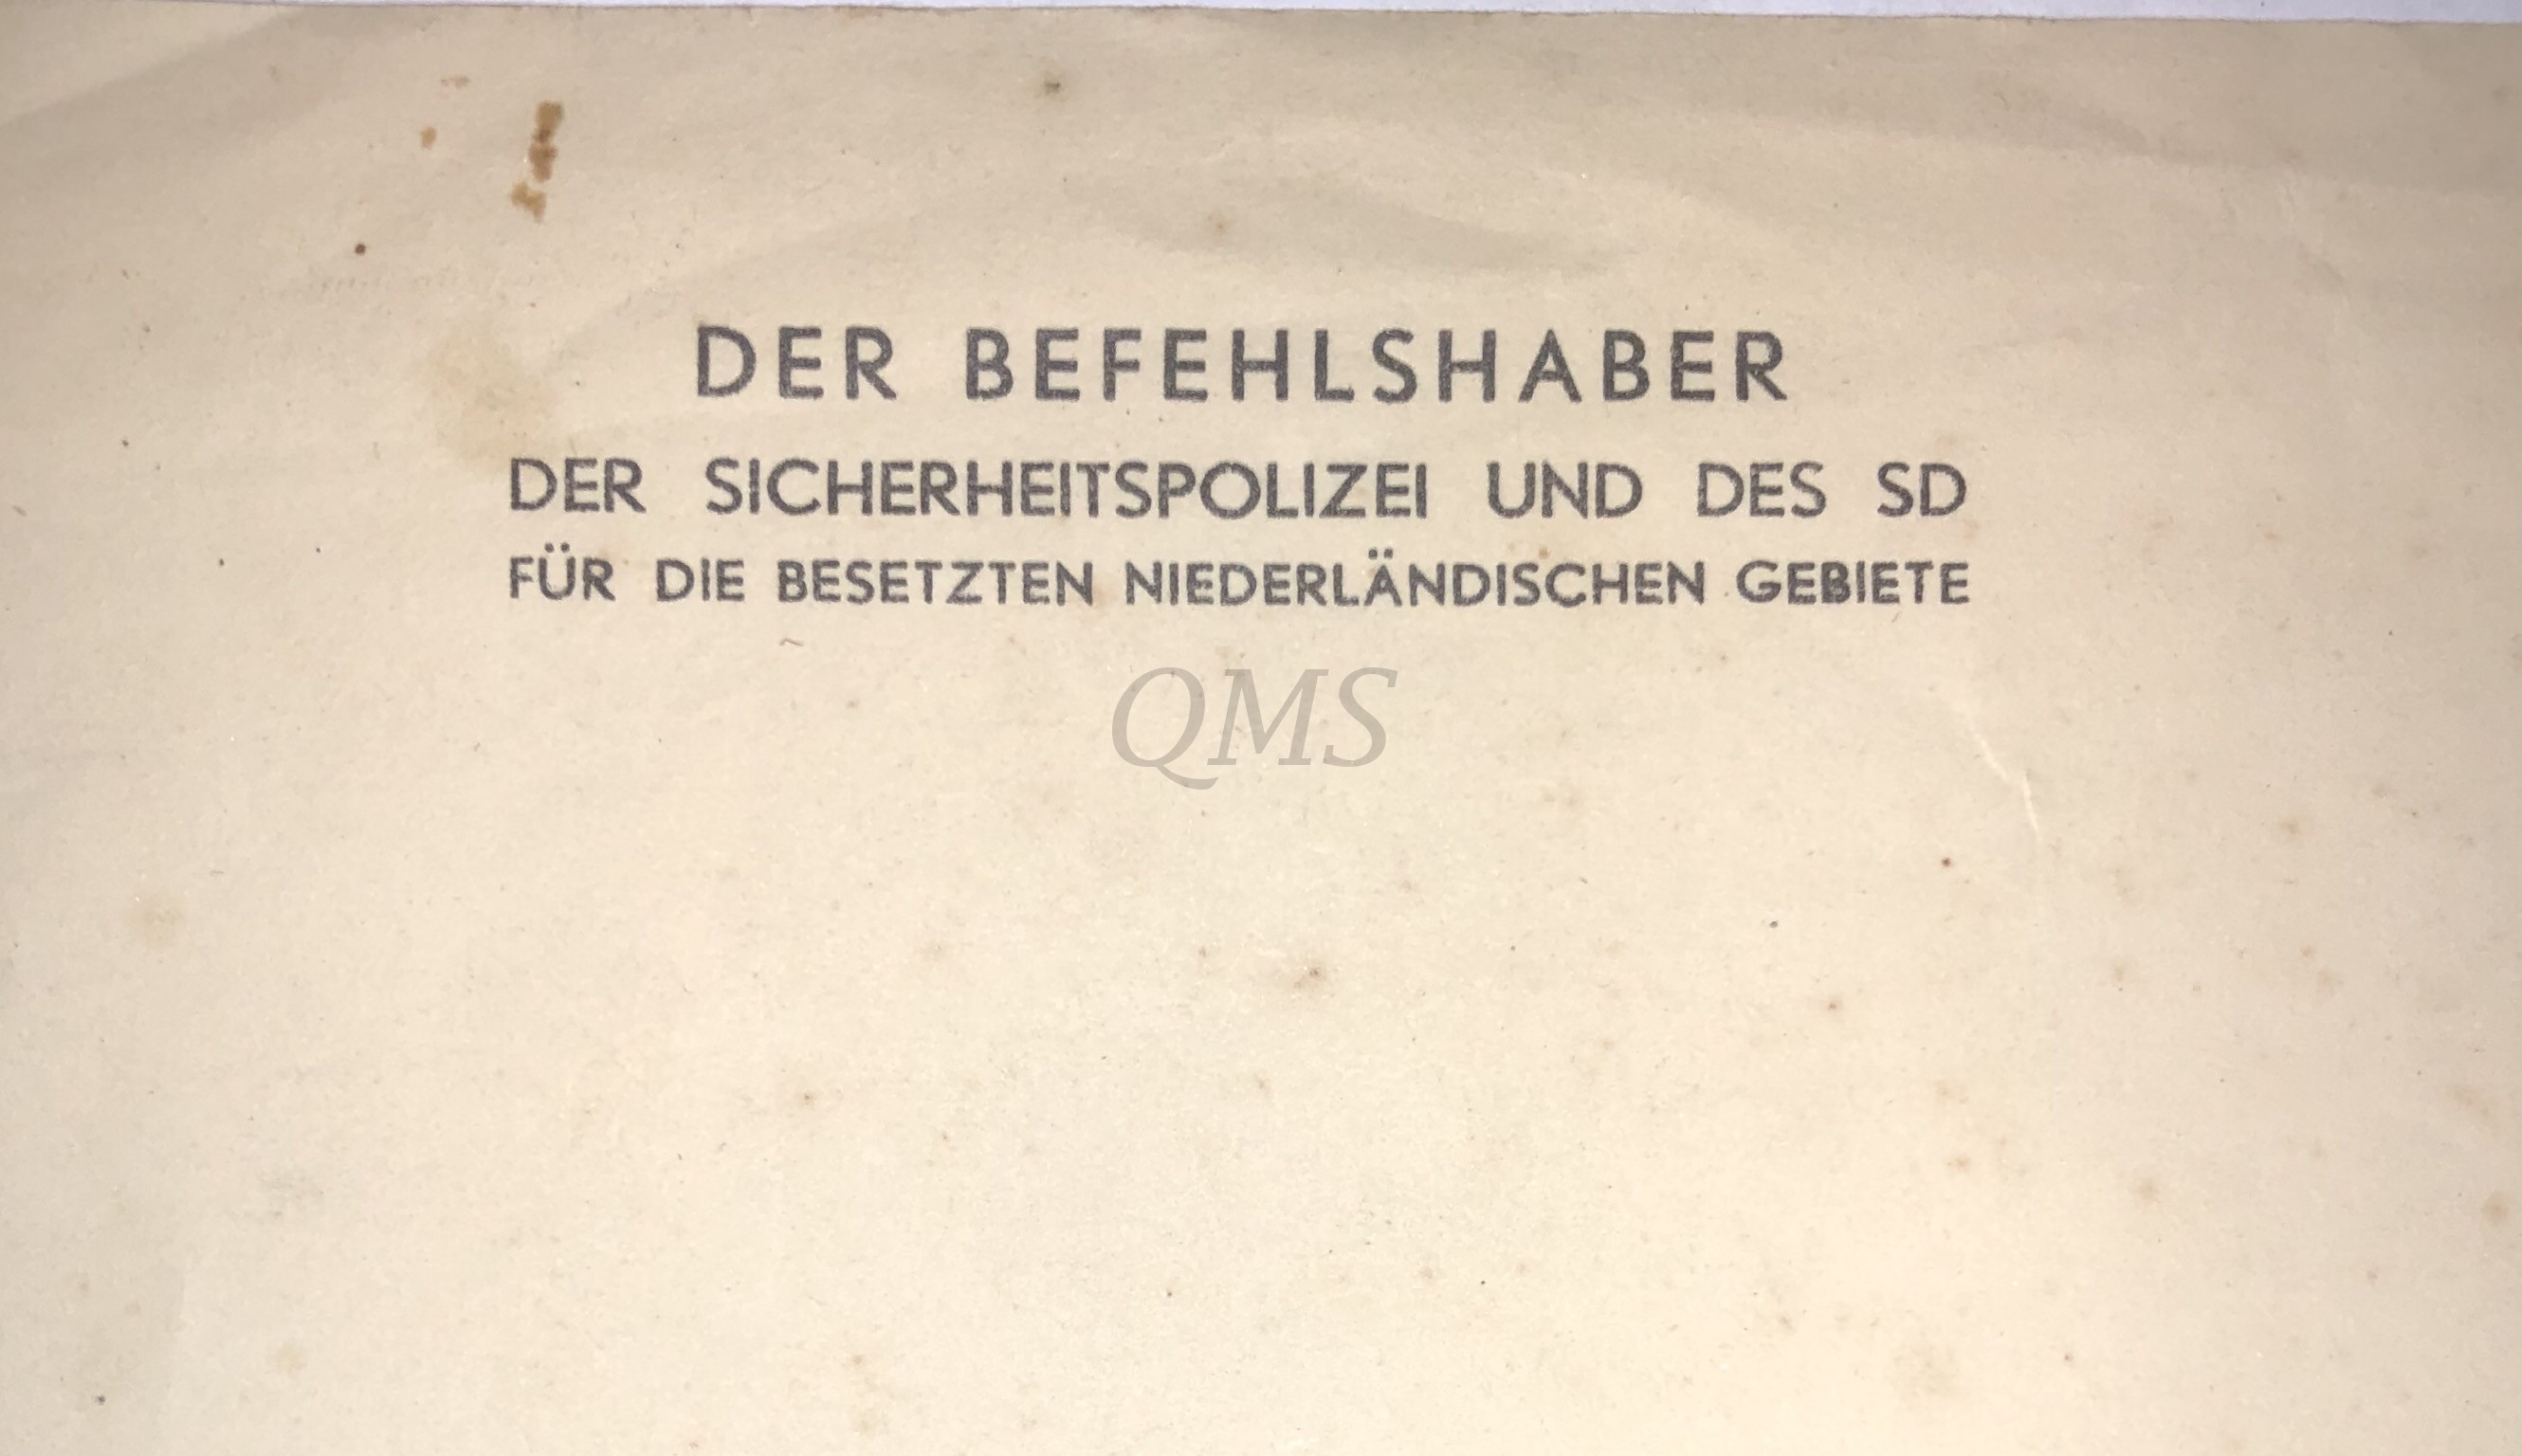 DER BEFEHLSHABER
DER SICHERHEITSPOLIZEI UND DES SD
FÜR DIE BESETZTEN NIEDERLÄNDISCHEN GEBIETE
QMS